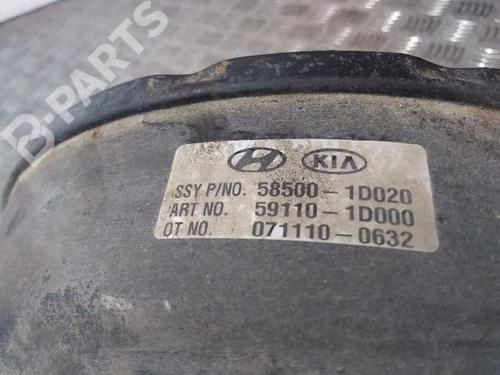 B-PARTS
KIA
SSY P/NO. 58500-1D020
ART NO. 59110-1D000
OT NO. 071110-0632